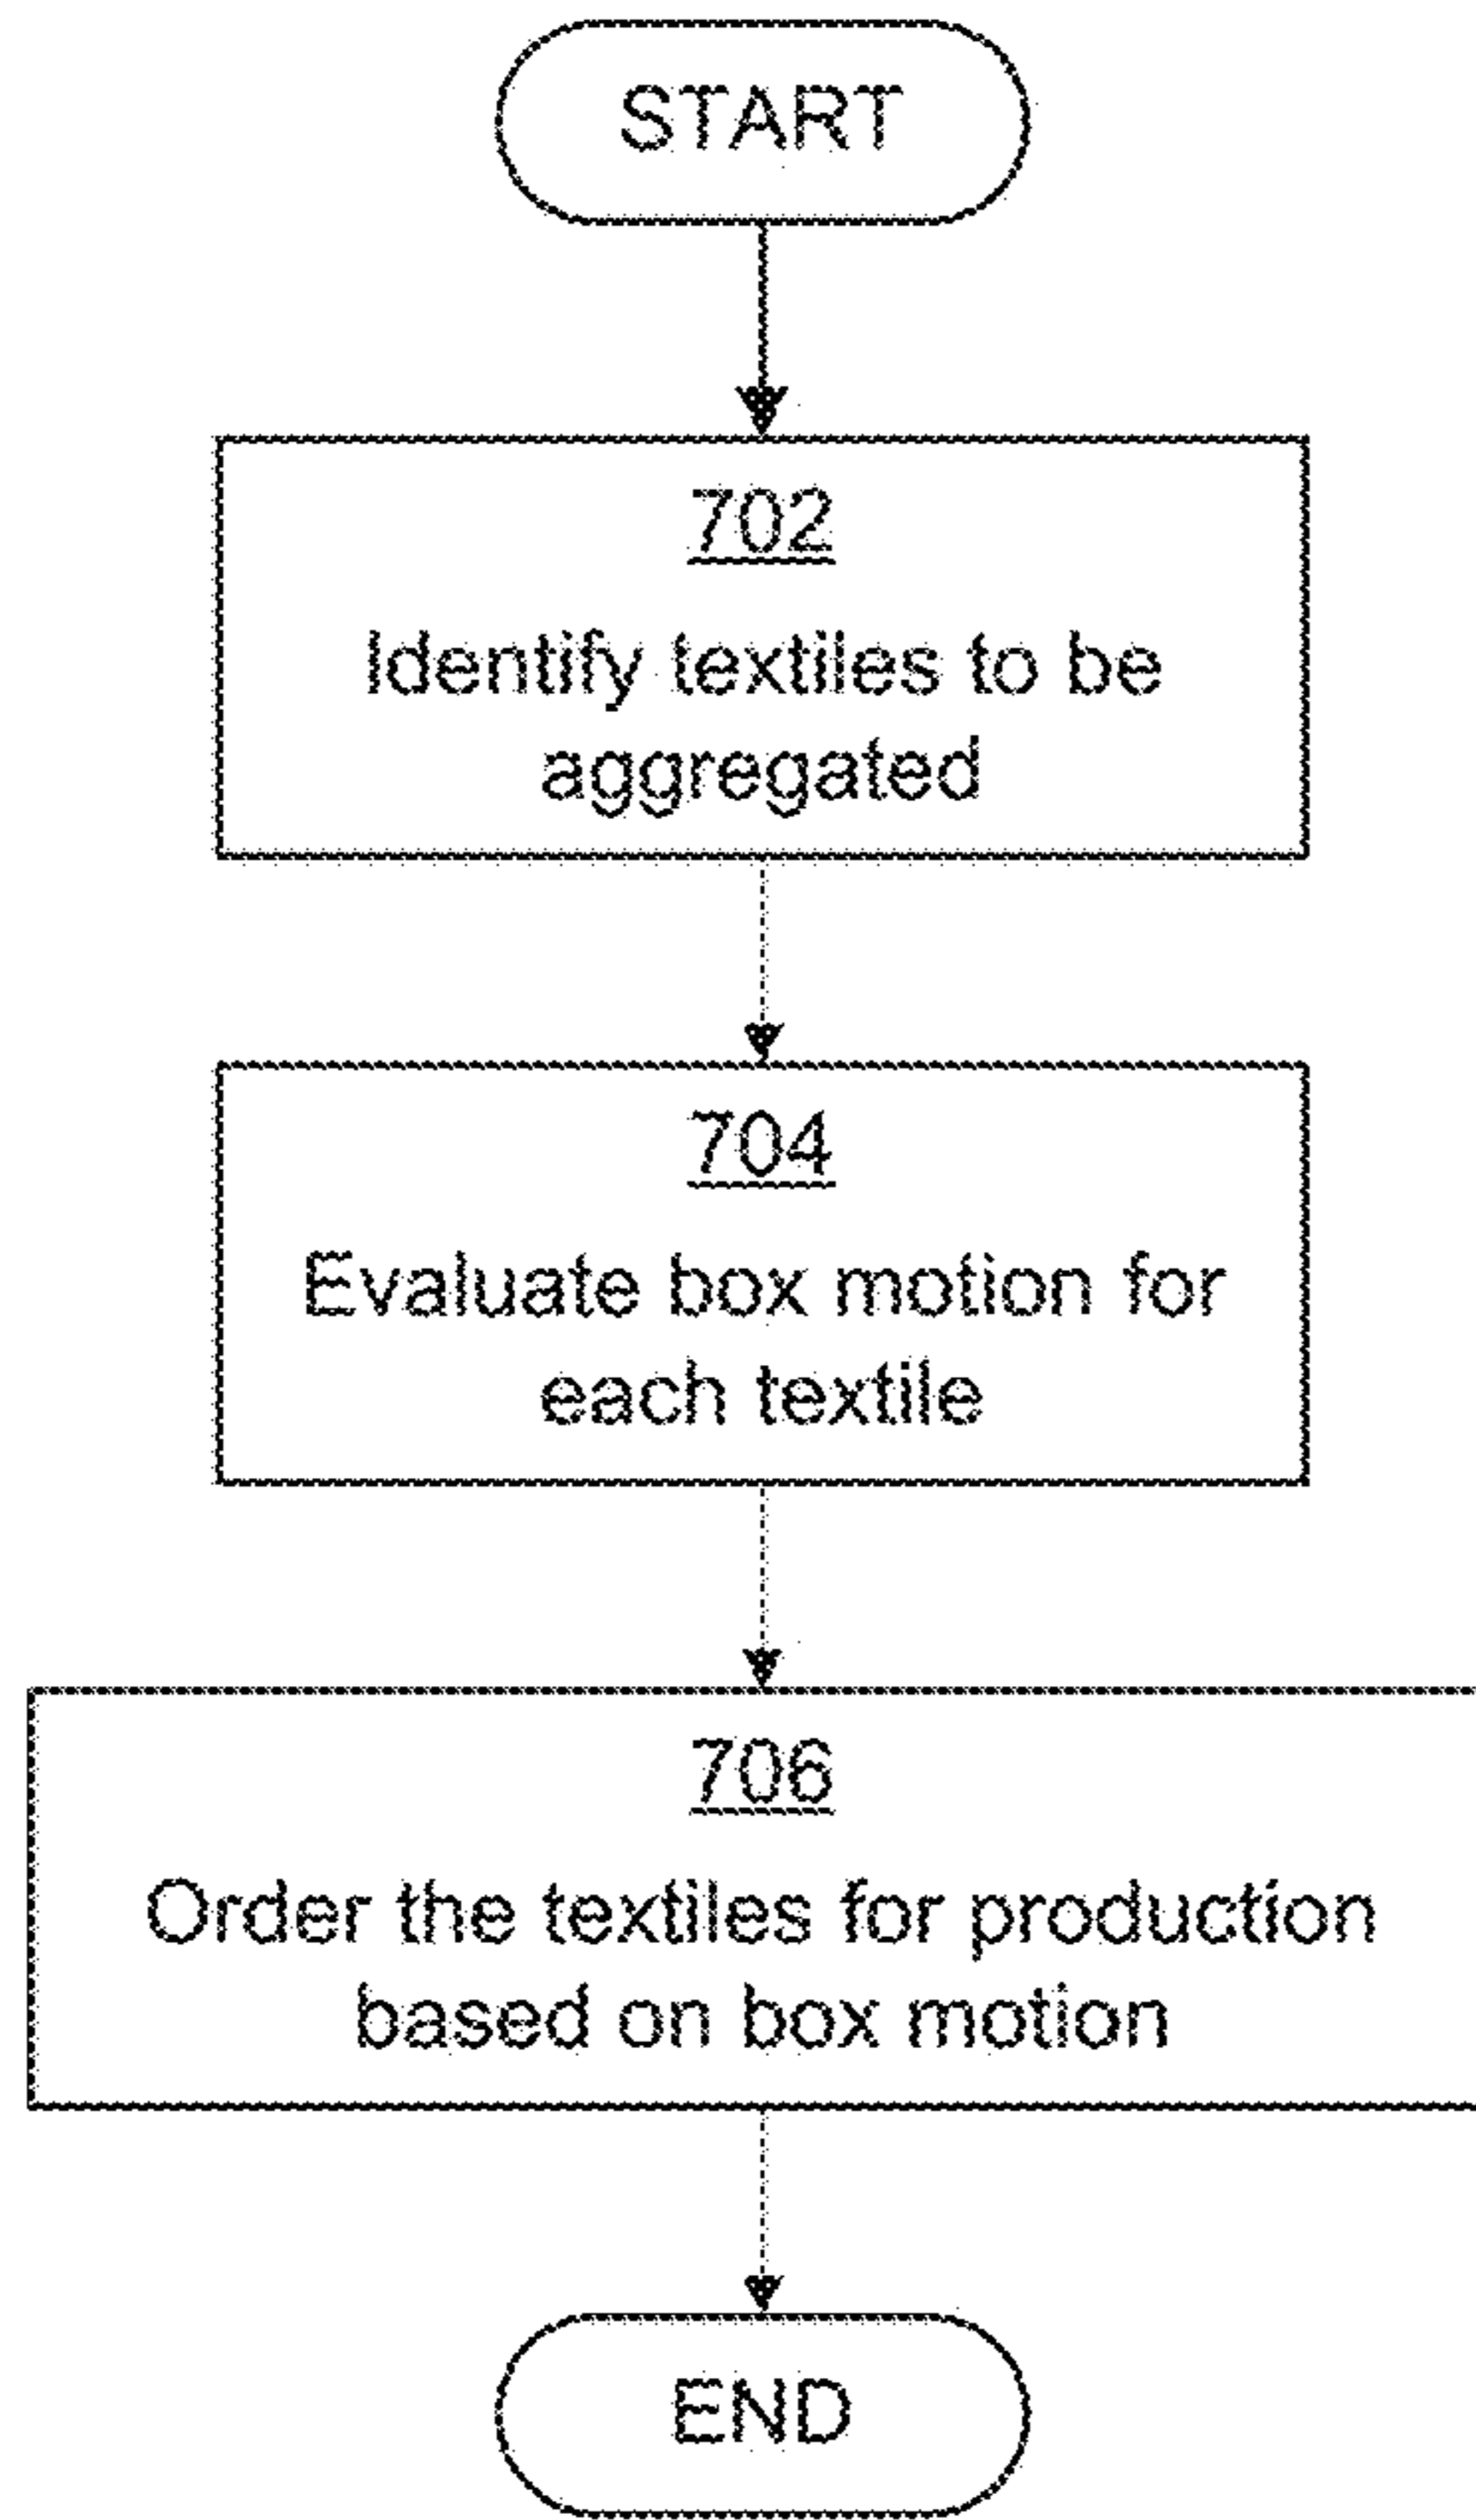 START
702
Identify textiles to be
aggregated
704
Evaluate box motion for
each textile
706
Order the textiles for production
based on box motion
END